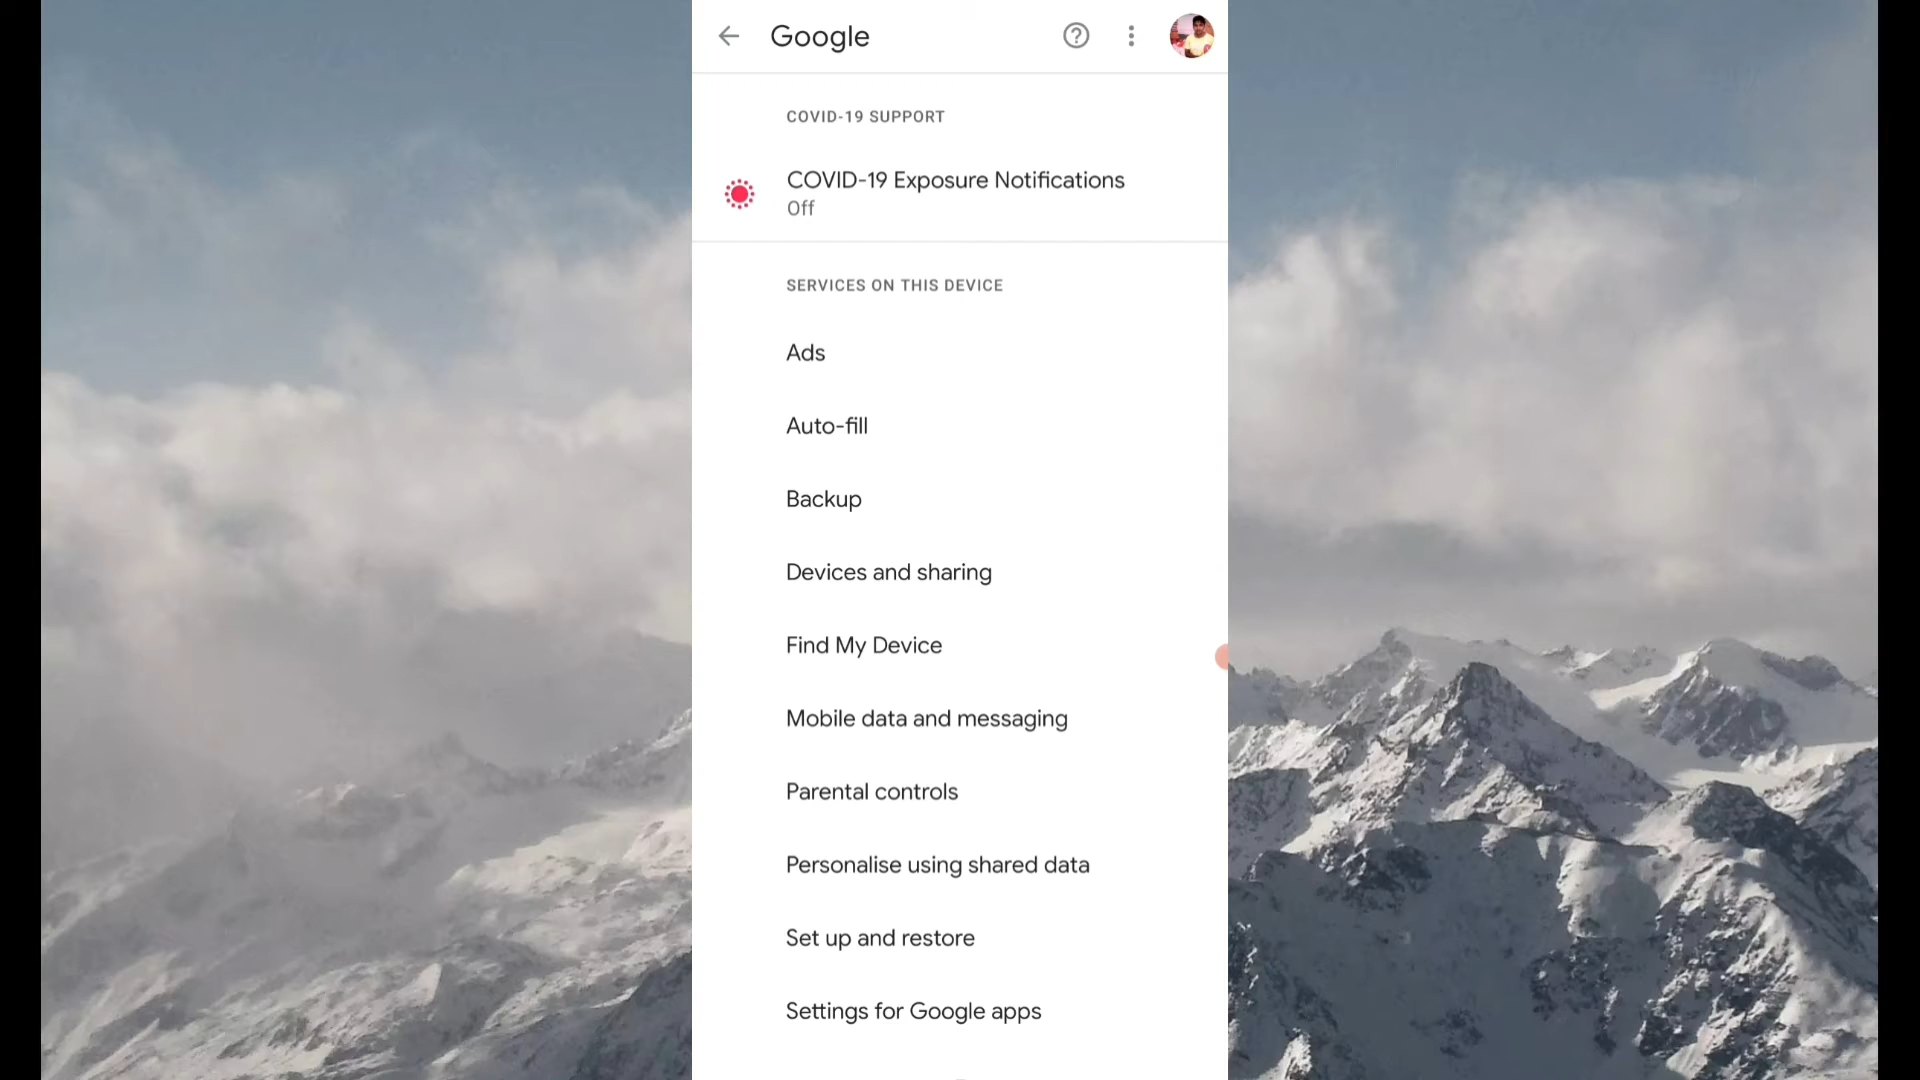 Google
COVID-19 SUPPORT
COVID-19 Exposure Notifications
Off
SERVICES ON THIS DEVICE
Ads
Auto-fill
Backup
Devices and sharing
Find My Device
Mobile data and messaging
Parental controls
Personalise using shared data
Set up and restore
Settings for Google apps